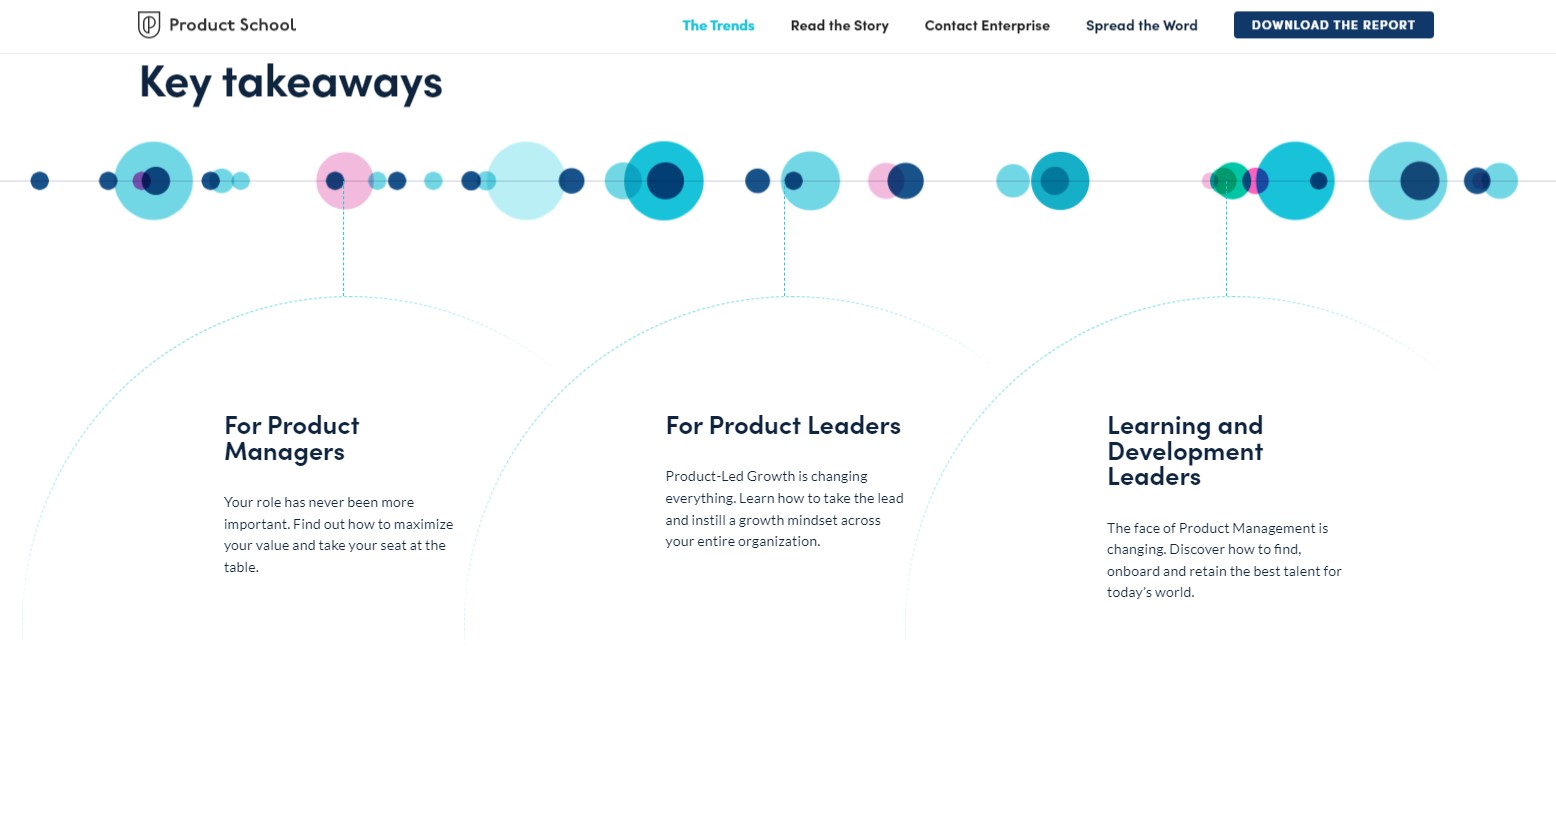 Product School
The Trends
Read the Story
Contact Enterprise
Spread the Word
DOWNLOAD THE REPORT
Key takeaways
For Product
Managers
Your role has never been more
important. Find out how to maximize
your value and take your seat at the
table.
For Product Leaders
Product-Led Growth is changing
everything. Learn how to take the lead
and instill a growth mindset across
your entire organization.
Learning and
Development
Leaders
The face of Product Management is
changing. Discover how to find,
onboard and retain the best talent for
today's world.